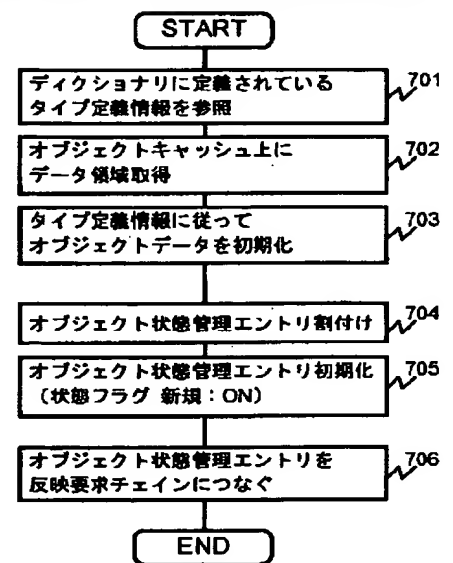 START
ディクショナリに定義されている
タイプ定義情報を参照
701
オブジェクトキャッシュ上に
データ領域取得
702
タイプ定義情報に従って
オブジェクトデータを初期化
703
オブジェクト状態管理エントリ割付け
704
オブジェクト状態管理エントリ初期化
(状態フラグ 新規:ON)
705
オブジェクト状態管理エントリを
反映要求チェインにつなぐ
706
END